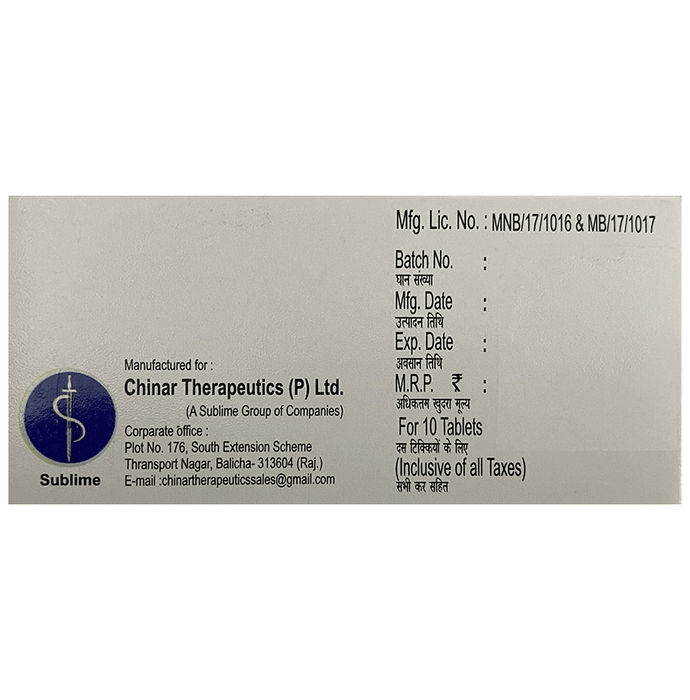 Mfg. Lic. No. : MNB/17/1016 & MB/17/1017
Batch No. :
घान संख्या
Mfg. Date :
उत्पादन तिथि
Exp. Date :
अवसान तिथि
M.R.P. ₹ :
अधिकतम खुदरा मूल्य
For 10 Tablets
दस टिक्कियों के लिए
(Inclusive of all Taxes)
सभी कर सहित
Manufactured for :
Chinar Therapeutics (P) Ltd.
(A Sublime Group of Companies)
Corparate office :
Plot No. 176, South Extension Scheme
Thransport Nagar, Balicha- 313604 (Raj.)
E-mail :chinartherapeuticssales@gmail.com
Sublime